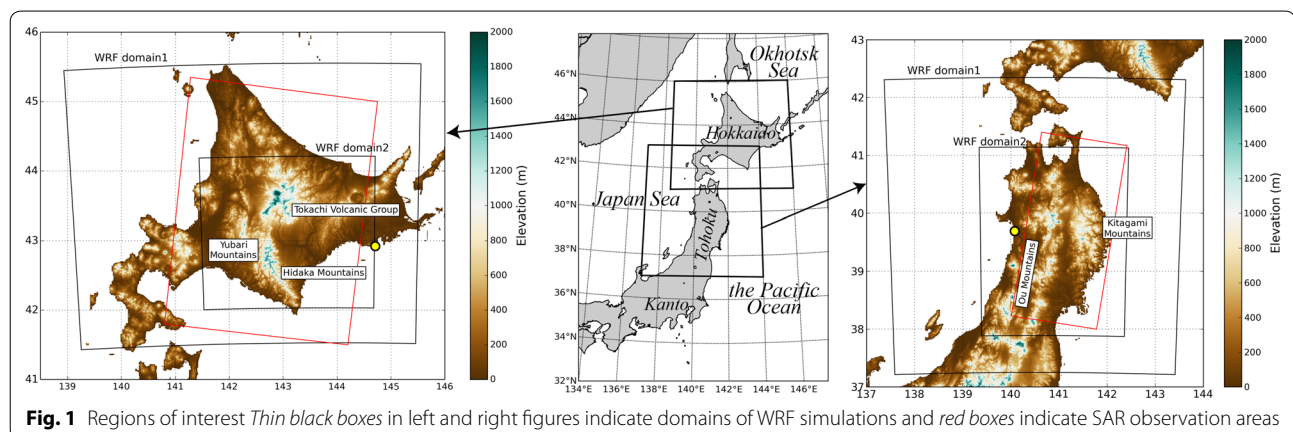 46
45
44
43
42
41
139
140
141
142
143
144
145
146
WRF domain1
WRF domain2
Tokachi Volcanic Group
Yubari
Mountains
Hidaka Mountains
2000
1800
1600
1400
1200
1000
800
600
400
200
0
Elevation (m)
46°N
44°N
42°N
40°N
38°N
36°N
34°N
32°N
134°E
136°E
138°E
140°E
142°E
144°E
146°E
Okhotsk
Sea
Hokkaido
Japan Sea
Tohoku
the Pacific
Ocean
Kanto
43
42
41
40
39
38
37
138
139
140
141
142
143
144
WRF domain1
WRF domain2
Kitagami
Mountains
Ou Mountains
2000
1800
1600
1400
1200
1000
800
600
400
200
0
Elevation (m)
Fig. 1 Regions of interest Thin black boxes in left and right figures indicate domains of WRF simulations and red boxes indicate SAR observation areas